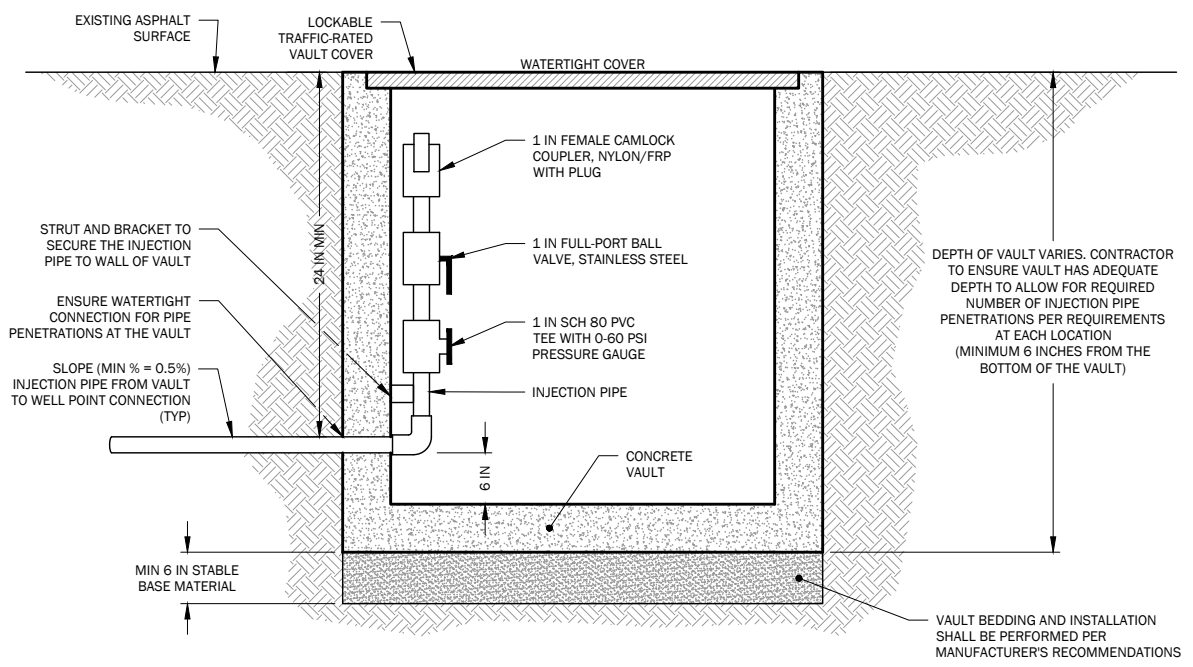 EXISTING ASPHALT
SURFACE
LOCKABLE
TRAFFIC-RATED
VAULT COVER
WATERTIGHT COVER
1 IN FEMALE CAMLOCK
COUPLER, NYLON/FRP
WITH PLUG
STRUT AND BRACKET TO
SECURE THE INJECTION
PIPE TO WALL OF VAULT
24 IN MIN
1 IN FULL-PORT BALL
VALVE, STAINLESS STEEL
DEPTH OF VAULT VARIES. CONTRACTOR
TO ENSURE VAULT HAS ADEQUATE
DEPTH TO ALLOW FOR REQUIRED
NUMBER OF INJECTION PIPE
PENETRATIONS PER REQUIREMENTS
AT EACH LOCATION
(MINIMUM 6 INCHES FROM THE
BOTTOM OF THE VAULT)
ENSURE WATERTIGHT
CONNECTION FOR PIPE
PENETRATIONS AT THE VAULT
1 IN SCH 80 PVC
TEE WITH 0-60 PSI
PRESSURE GAUGE
SLOPE (MIN % = 0.5%)
INJECTION PIPE FROM VAULT
TO WELL POINT CONNECTION
(TYP)
INJECTION PIPE
6 IN
CONCRETE
VAULT
MIN 6 IN STABLE
BASE MATERIAL
VAULT BEDDING AND INSTALLATION
SHALL BE PERFORMED PER
MANUFACTURER'S RECOMMENDATIONS